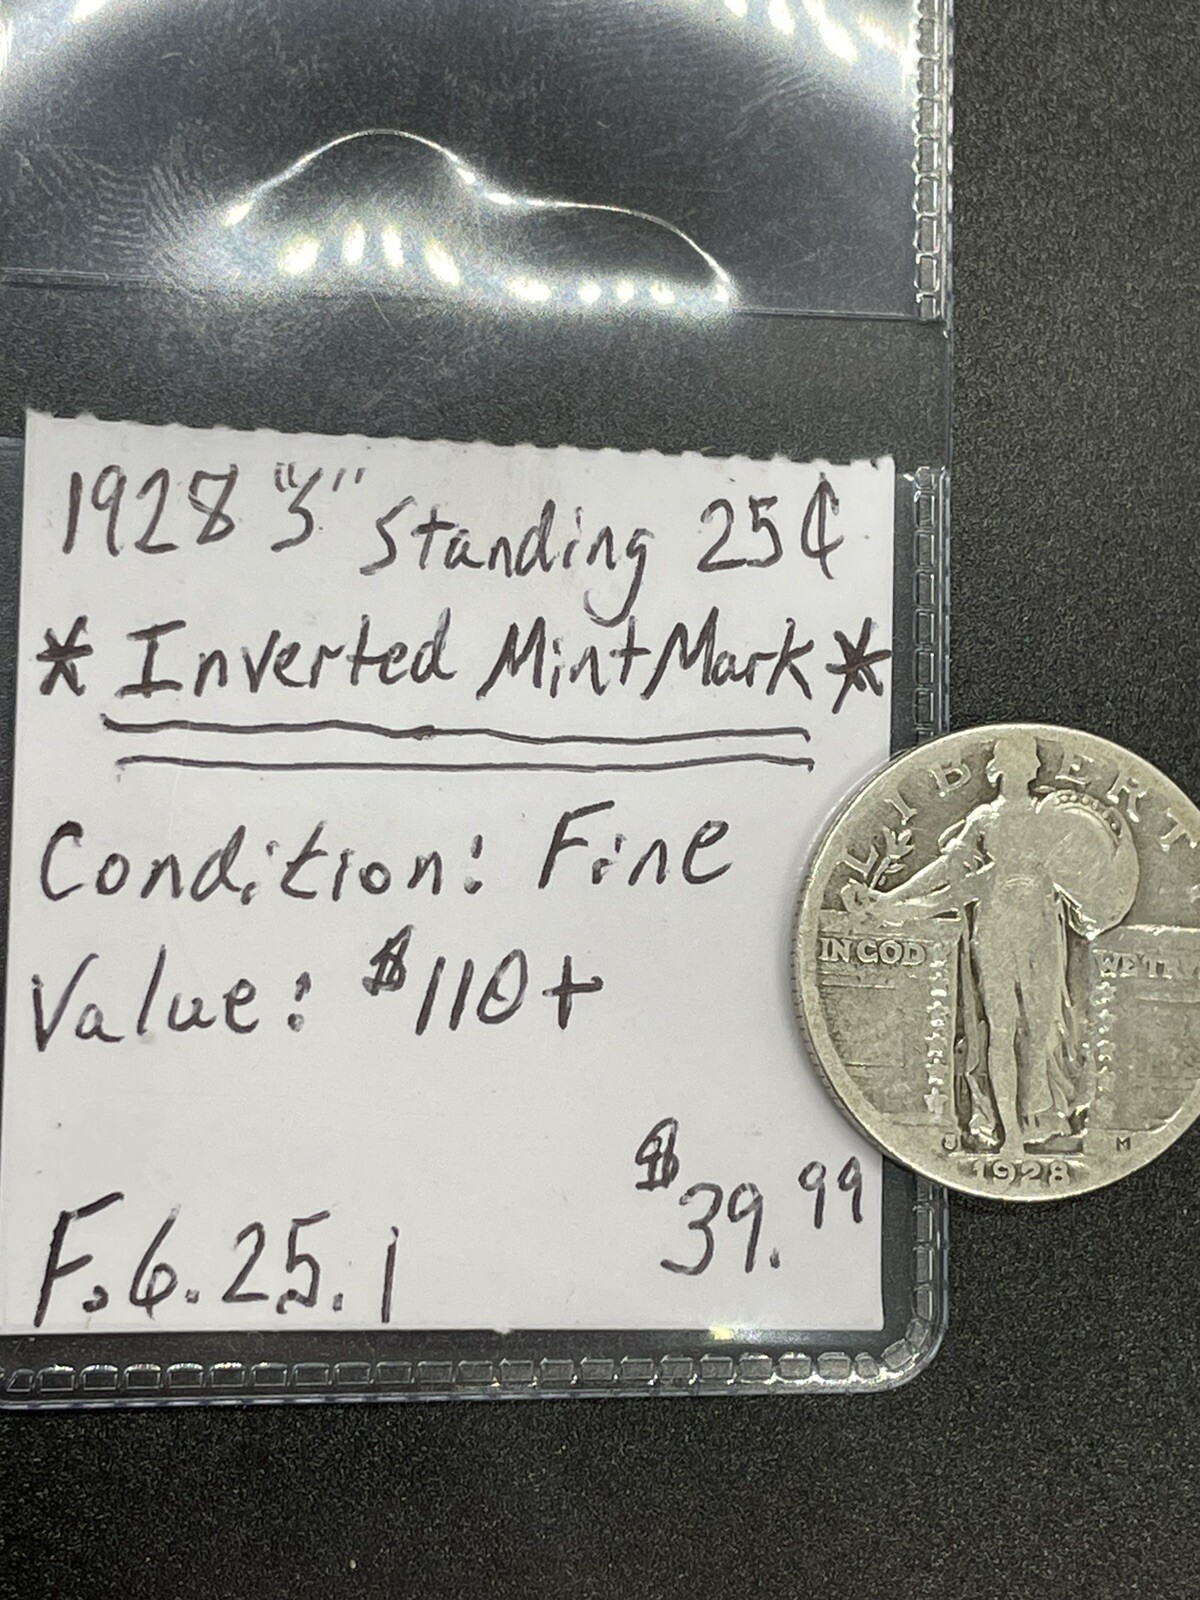 1928 "S" Standing 25¢
* Inverted MintMark *
Condition: Fine
Value: $110+
$39.99
F.6.25.1
LIBERT
IN GOD
WE TR
M
1928